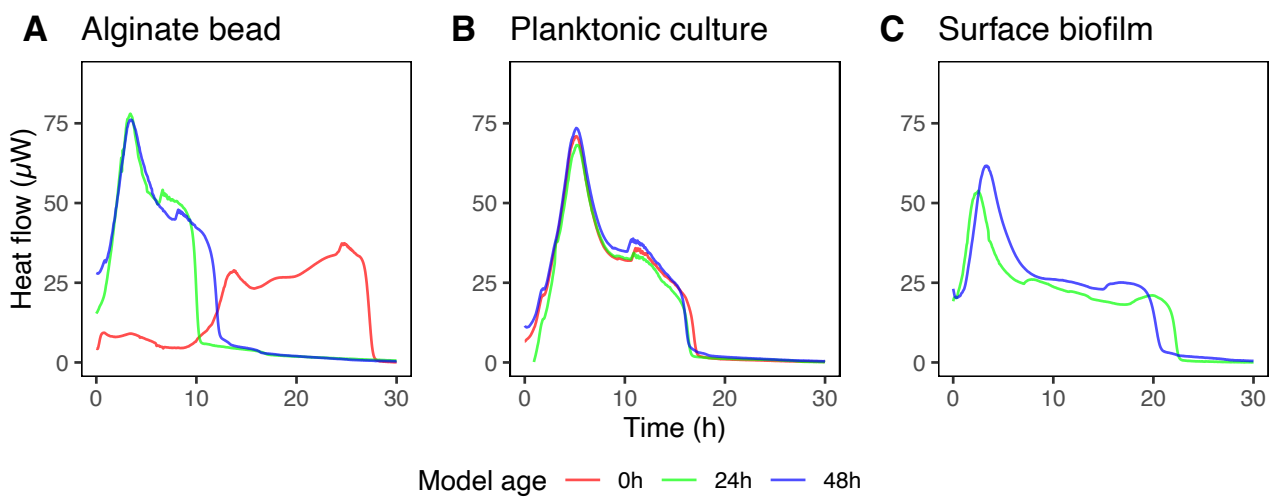 A Alginate bead
B Planktonic culture
C Surface biofilm
Heat flow (µW)
75
50
25
0
0 10 20 30
75
50
25
0
0 10 20 30
75
50
25
0
0 10 20 30
Time (h)
Model age 0h 24h 48h